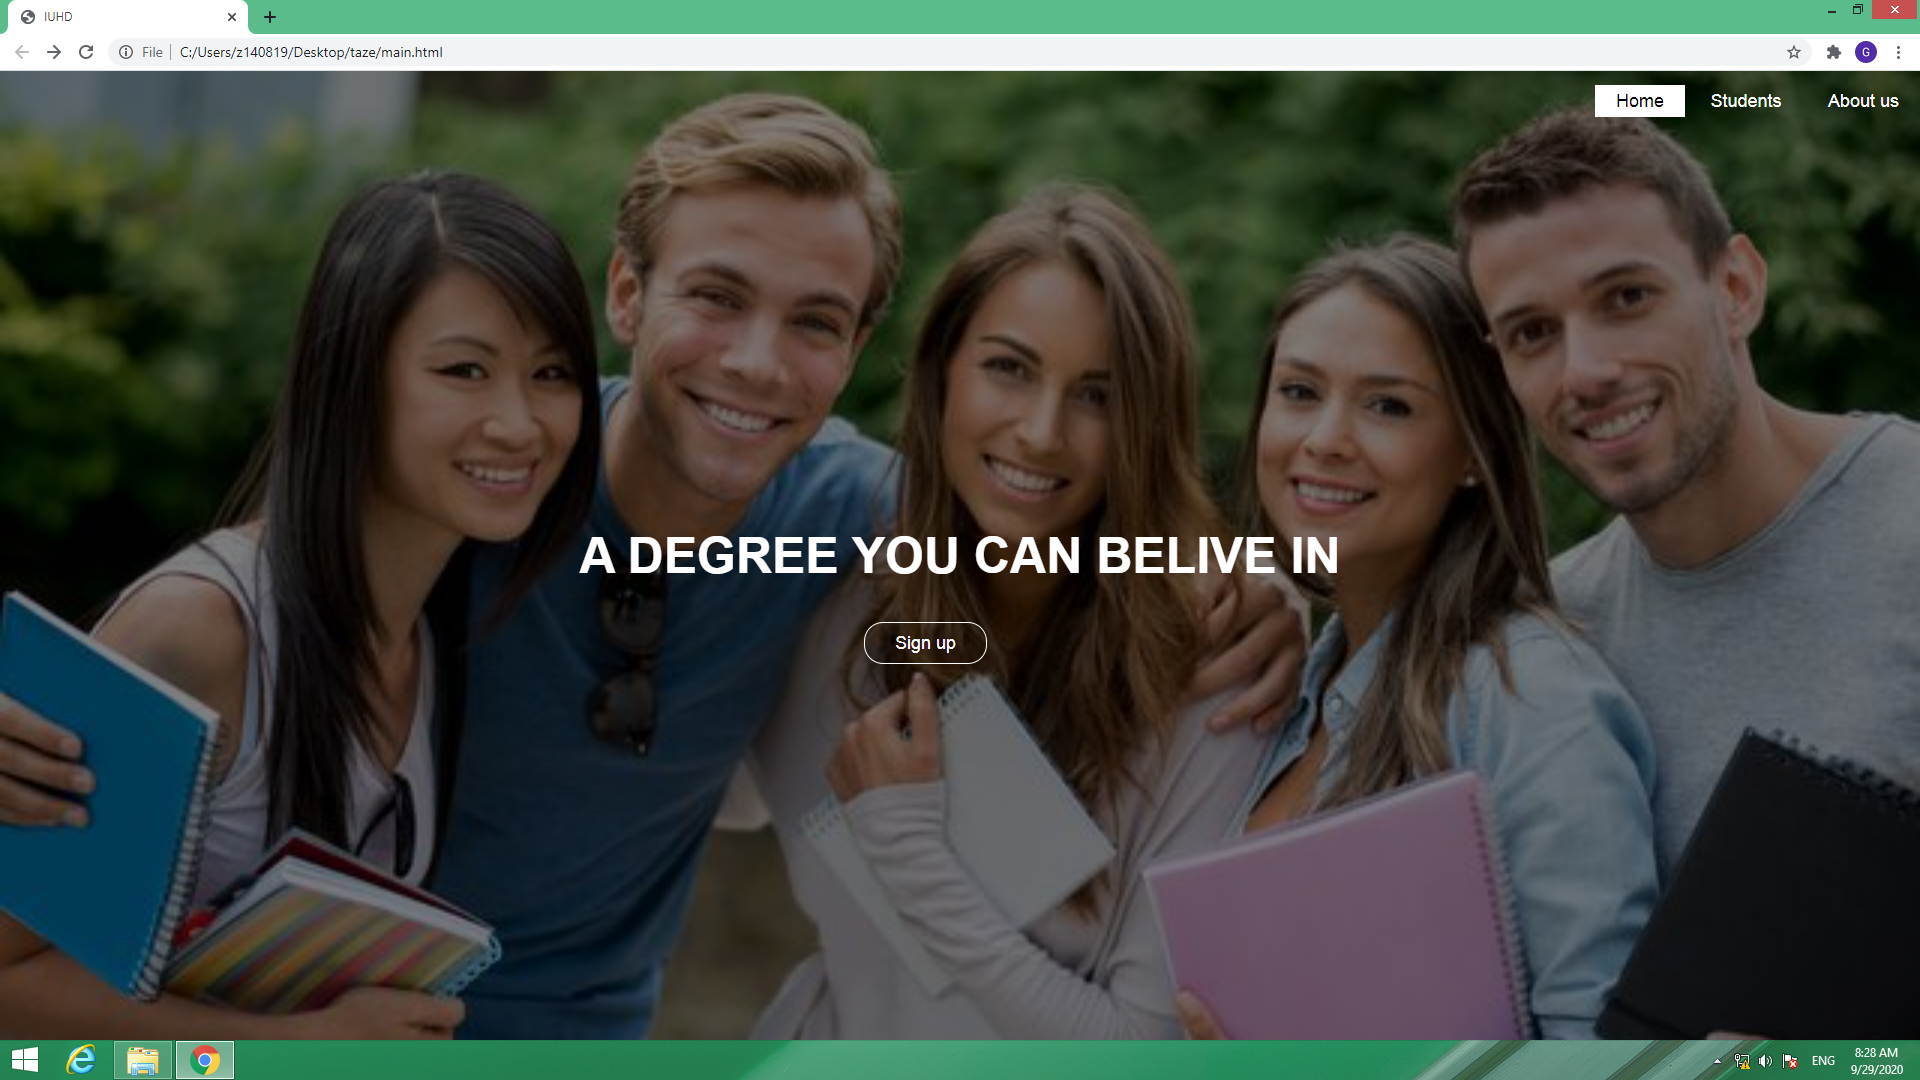 IUHD
File
C:/Users/z140819/Desktop/taze/main.html
G
Home Students About us
A DEGREE YOU CAN BELIVE IN
Sign up
ENG
8:28 AM
9/29/2020